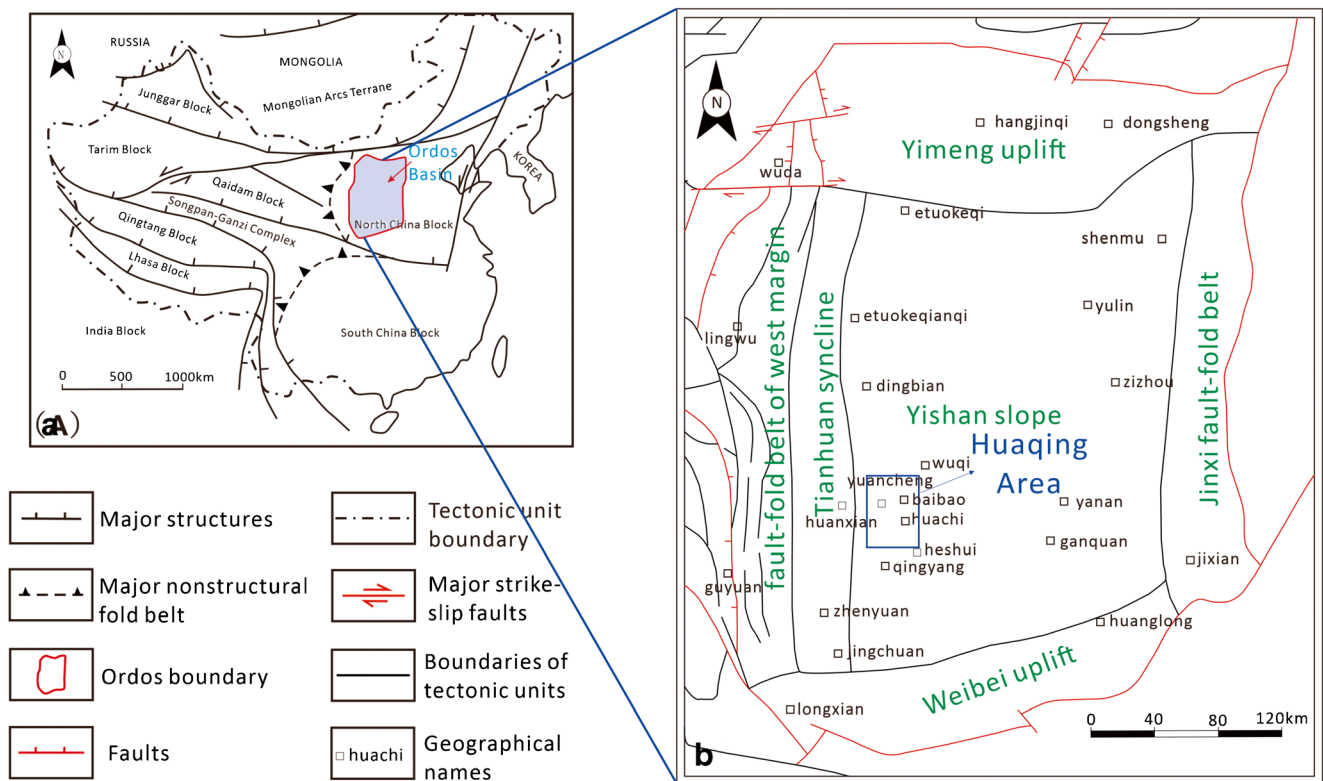 RUSSIA
N
MONGOLIA
Junggar Block
Mongolian Arcs Terrane
Tarim Block
Ordos
Basin
KOREA
Qaidam Block
Songpan-Ganzi Complex
North China Block
Qingtang Block
Lhasa Block
India Block
South China Block
0 500 1000km
(aA)
Major structures
Tectonic unit
boundary
Major nonstructural
fold belt
Major strike-
slip faults
Ordos boundary
Boundaries of
tectonic units
Faults
huachi
Geographical
names
N
hangjinqi
dongsheng
Yimeng uplift
wuda
etuokeqi
shenmu
fault-fold belt of west margin
Tianhuan syncline
Jinxi fault-fold belt
yulin
etuokeqianqi
lingwu
dingbian
zizhou
Yishan slope
Huaqing
Area
wuqi
yuancheng
baibao
yanan
huanxian
huachi
ganquan
heshui
qingyang
jixian
guyuan
zhenyuan
huanglong
jingchuan
Weibei uplift
longxian
0 40 80 120km
b